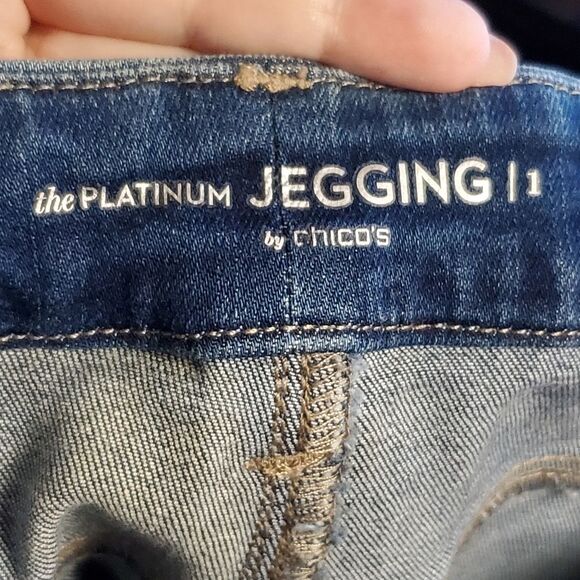 the PLATINUM JEGGING | 1
by chico's